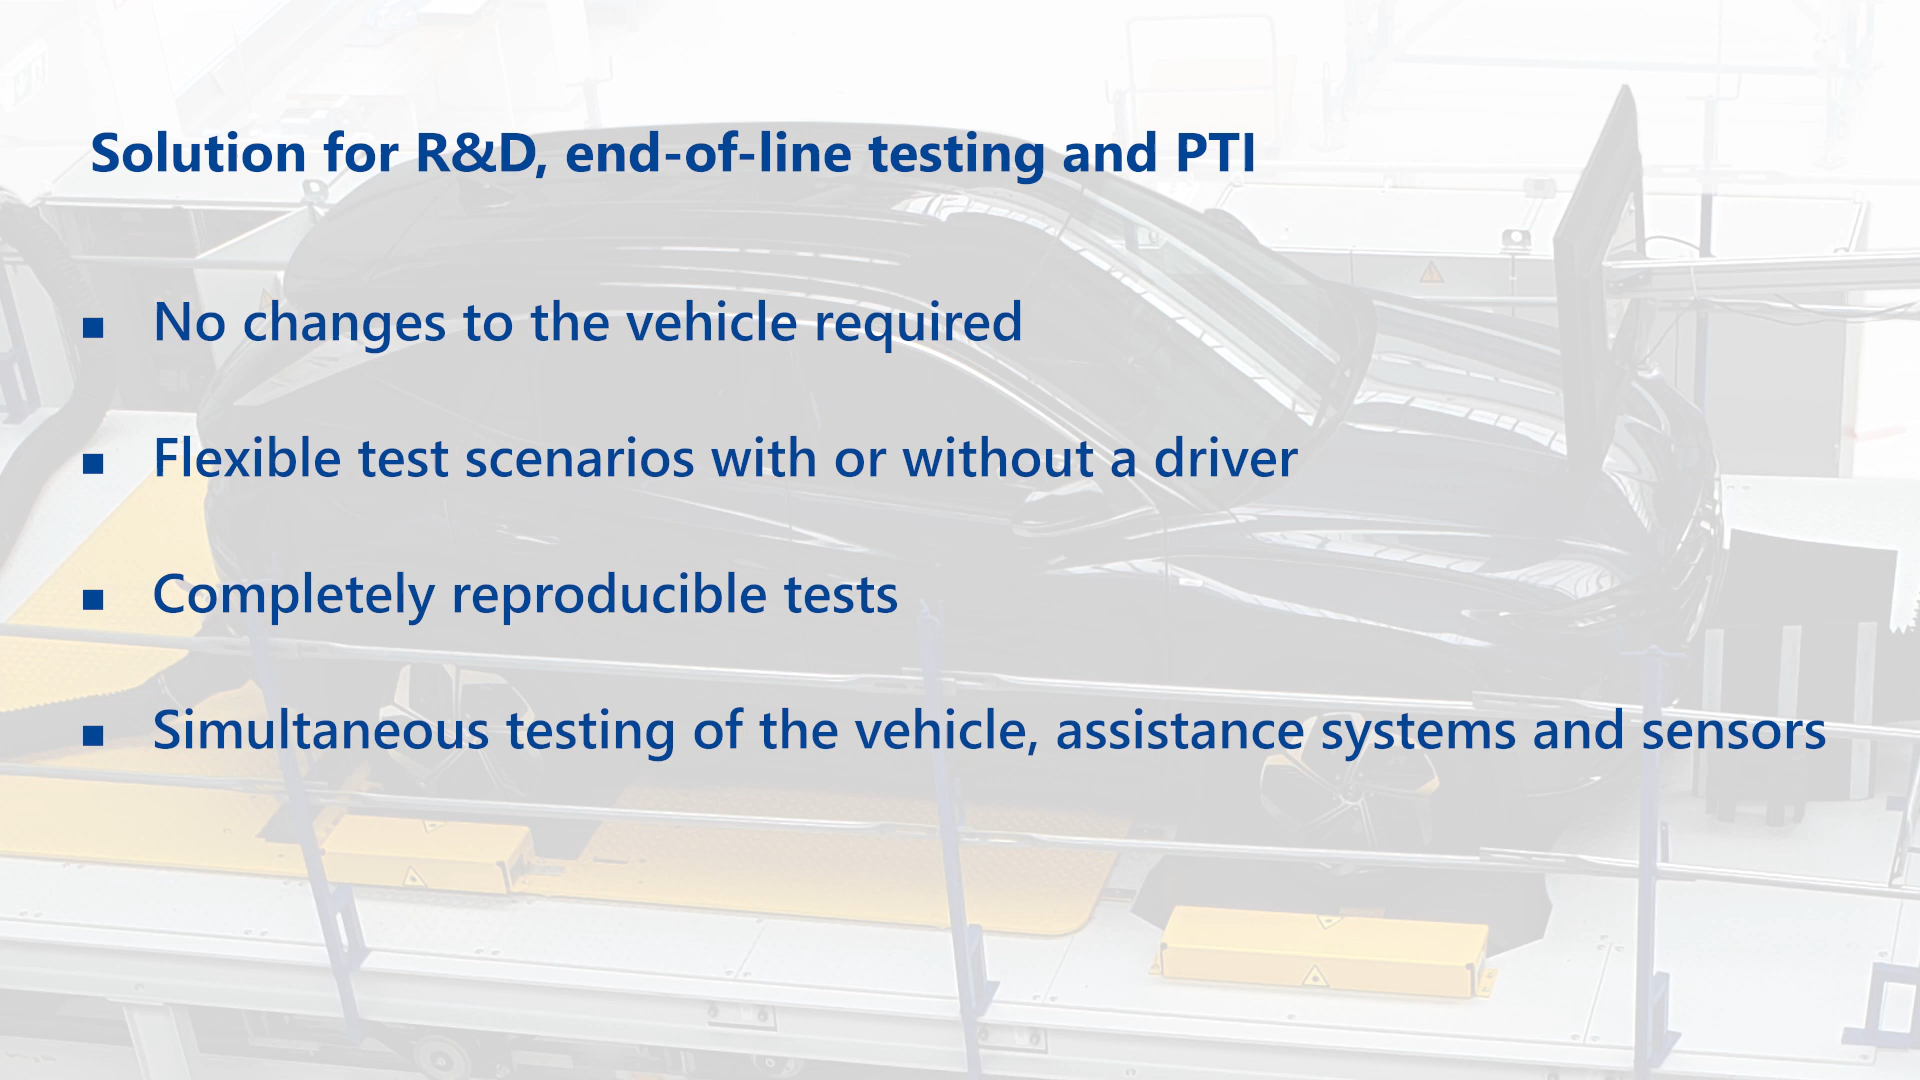 Solution for R&D, end-of-line testing and PTI
▪ No changes to the vehicle required
▪ Flexible test scenarios with or without a driver
▪ Completely reproducible tests
▪ Simultaneous testing of the vehicle, assistance systems and sensors